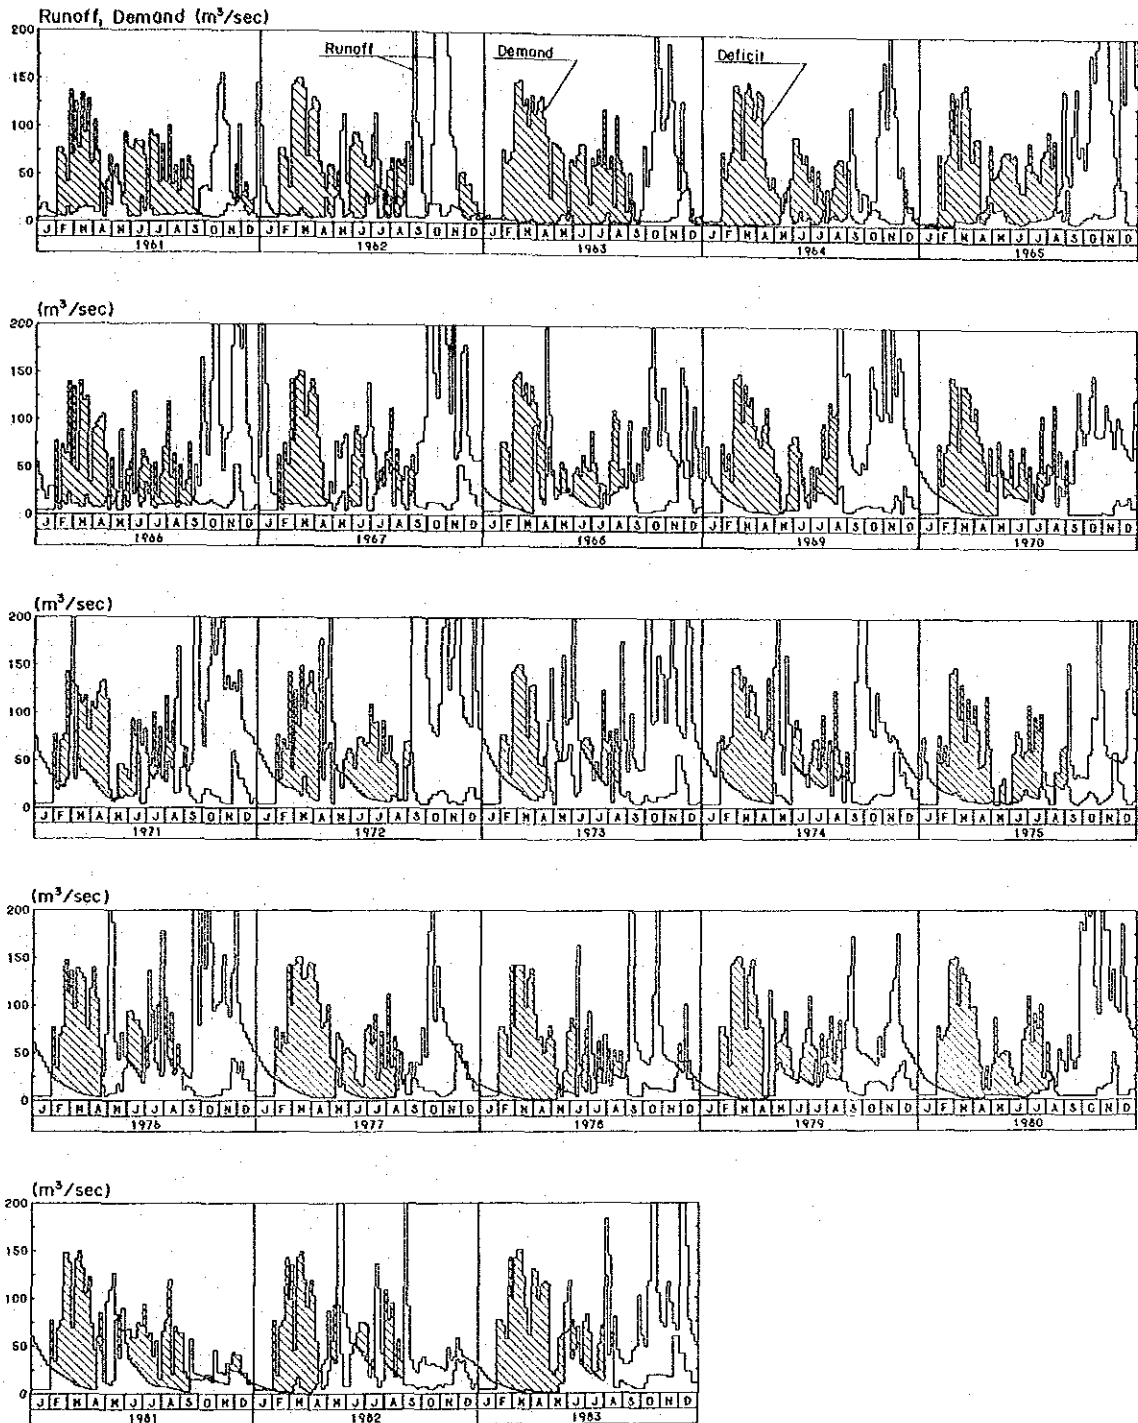 Runoff, Demand (m³/sec)
200
150
100
50
0
Runoff
Demand
Deficit
J F M A M J J A S O N D J F M A M J J A S O N D J F M A M J J A S O N D J F M A M J J A S O N D J F M A M J J A S O N D
1961 1962 1963 1964 1965
(m³/sec)
200
150
100
50
0
J F M A M J J A S O N D J F M A M J J A S O N D J F M A M J J A S O N D J F M A M J J A S O N D J F M A M J J A S O N D
1966 1967 1968 1969 1970
(m³/sec)
200
150
100
50
0
J F M A M J J A S O N D J F M A M J J A S O N D J F M A M J J A S O N D J F M A M J J A S O N D J F M A M J J A S O N D
1971 1972 1973 1974 1975
(m³/sec)
200
150
100
50
0
J F M A M J J A S O N D J F M A M J J A S O N D J F M A M J J A S O N D J F M A M J J A S O N D J F M A M J J A S O N D
1976 1977 1978 1979 1980
(m³/sec)
200
150
100
50
0
J F M A M J J A S O N D J F M A M J J A S O N D J F M A M J J A S O N D
1981 1982 1983